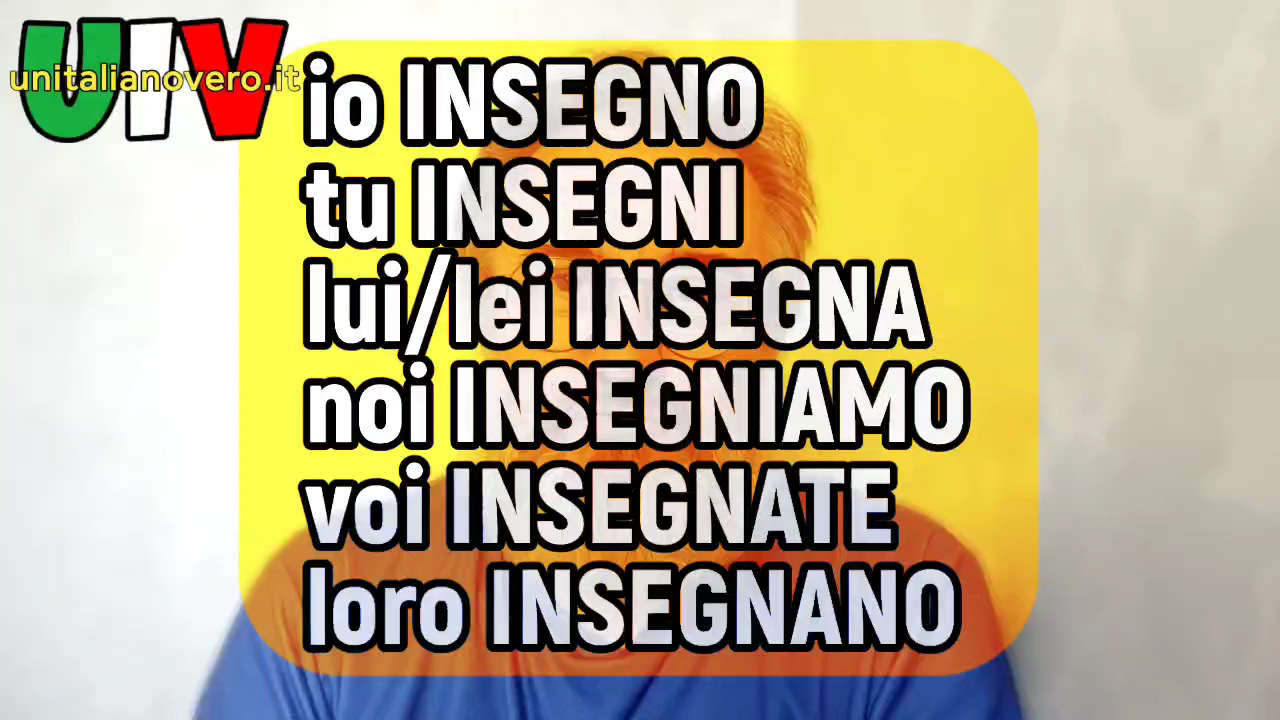 UIV
unitalianovero.it
io INSEGNO
tu INSEGNI
lui/lei INSEGNA
noi INSEGNIAMO
voi INSEGNATE
loro INSEGNANO